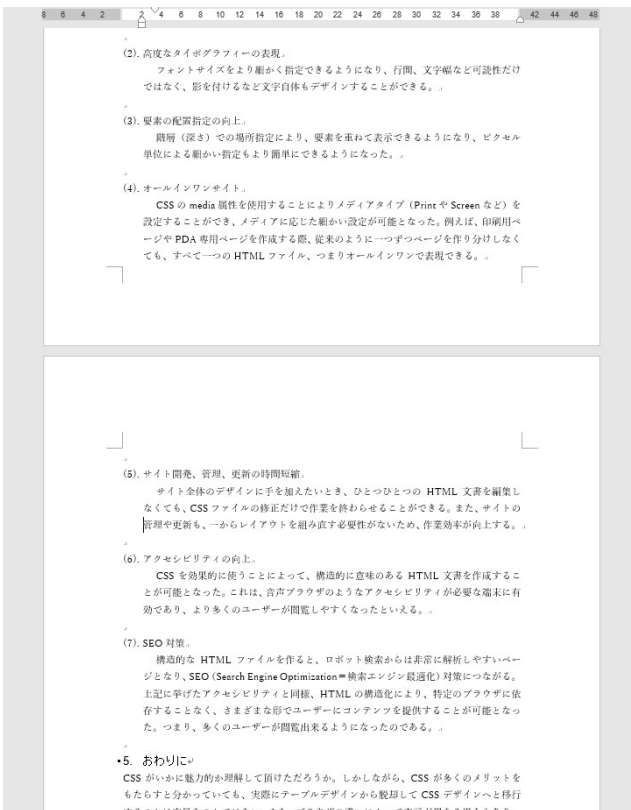 8 6 4 2 2 4 6 8 10 12 14 16 18 20 22 24 26 28 30 32 34 36 38 42 44 46 48
(2). 高度なタイポグラフィーの表現
フォントサイズをより細かく指定できるようになり、行間、文字幅など可読性だけ
ではなく、影を付けるなど文字自体もデザインすることができる。
(3). 要素の配置指定の向上
階層（深さ）での場所指定により、要素を重ねて表示できるようになり、ピクセル
単位による細かい指定もより簡単にできるようになった。
(4). オールインワンサイト
CSS の media 属性を使用することによりメディアタイプ（Print や Screen など）を
設定することができ、メディアに応じた細かい設定が可能となった。例えば、印刷用ペ
ージや PDA 専用ページを作成する際、従来のように一つずつページを作り分けしなく
ても、すべて一つの HTML ファイル、つまりオールインワンで表現できる。
(5). サイト開発、管理、更新の時間短縮
サイト全体のデザインに手を加えたいとき、ひとつひとつの HTML 文書を編集し
なくても、CSS ファイルの修正だけで作業を終わらせることができる。また、サイトの
管理や更新も、一からレイアウトを組み直す必要性がないため、作業効率が向上する。
(6). アクセシビリティの向上
CSS を効果的に使うことによって、構造的に意味のある HTML 文書を作成するこ
とが可能となった。これは、音声ブラウザのようなアクセシビリティが必要な端末に有
効であり、より多くのユーザーが閲覧しやすくなったといえる。
(7). SEO 対策
構造的な HTML ファイルを作ると、ロボット検索からは非常に解析しやすいペー
ジとなり、SEO（Search Engine Optimization＝検索エンジン最適化）対策につながる。
上記に挙げたアクセシビリティと同様、HTML の構造化により、特定のブラウザに依
存することなく、さまざまな形でユーザーにコンテンツを提供することが可能となっ
た。つまり、多くのユーザーが閲覧出来るようになったのである。
5. おわりに
CSS がいかに魅力的か理解して頂けただろうか。しかしながら、CSS が多くのメリットを
もたらすと分かっていても、実際にテーブルデザインから脱却して CSS デザインへと移行